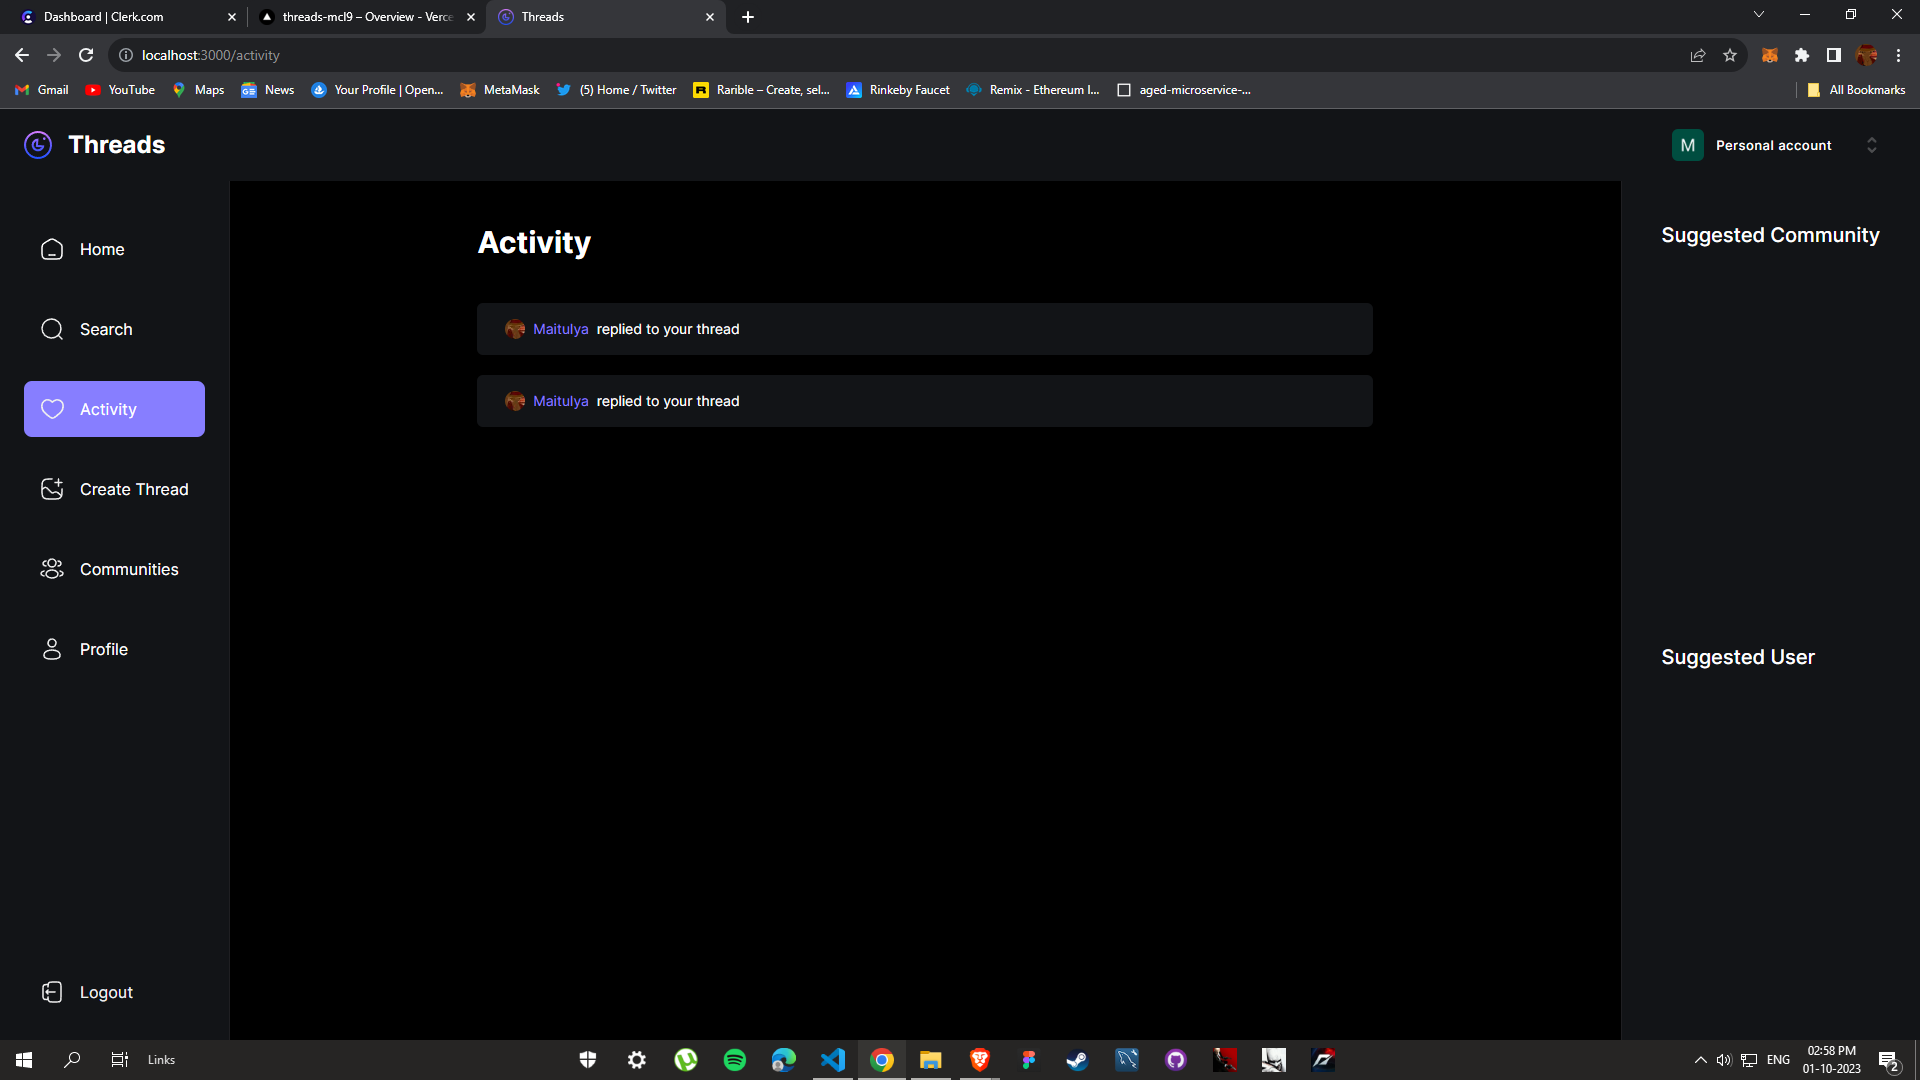 Dashboard | Clerk.com
threads-mcl9 – Overview - Verce
Threads
localhost:3000/activity
Gmail
YouTube
Maps
News
Your Profile | Open...
MetaMask
(5) Home / Twitter
Rarible – Create, sel...
Rinkeby Faucet
Remix - Ethereum I...
aged-microservice-...
All Bookmarks
Threads
M
Personal account
Home
Search
Activity
Create Thread
Communities
Profile
Logout
Activity
Maitulya replied to your thread
Maitulya replied to your thread
Suggested Community
Suggested User
Links
ENG
02:58 PM
01-10-2023
2